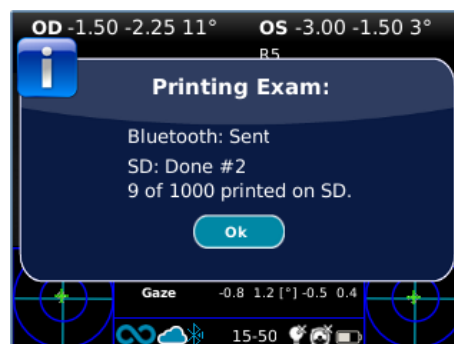 OD -1.50 -2.25 11° OS -3.00 -1.50 3°
R5
Printing Exam:
Bluetooth: Sent
SD: Done #2
9 of 1000 printed on SD.
Ok
Gaze -0.8 1.2 [°] -0.5 0.4
15-50